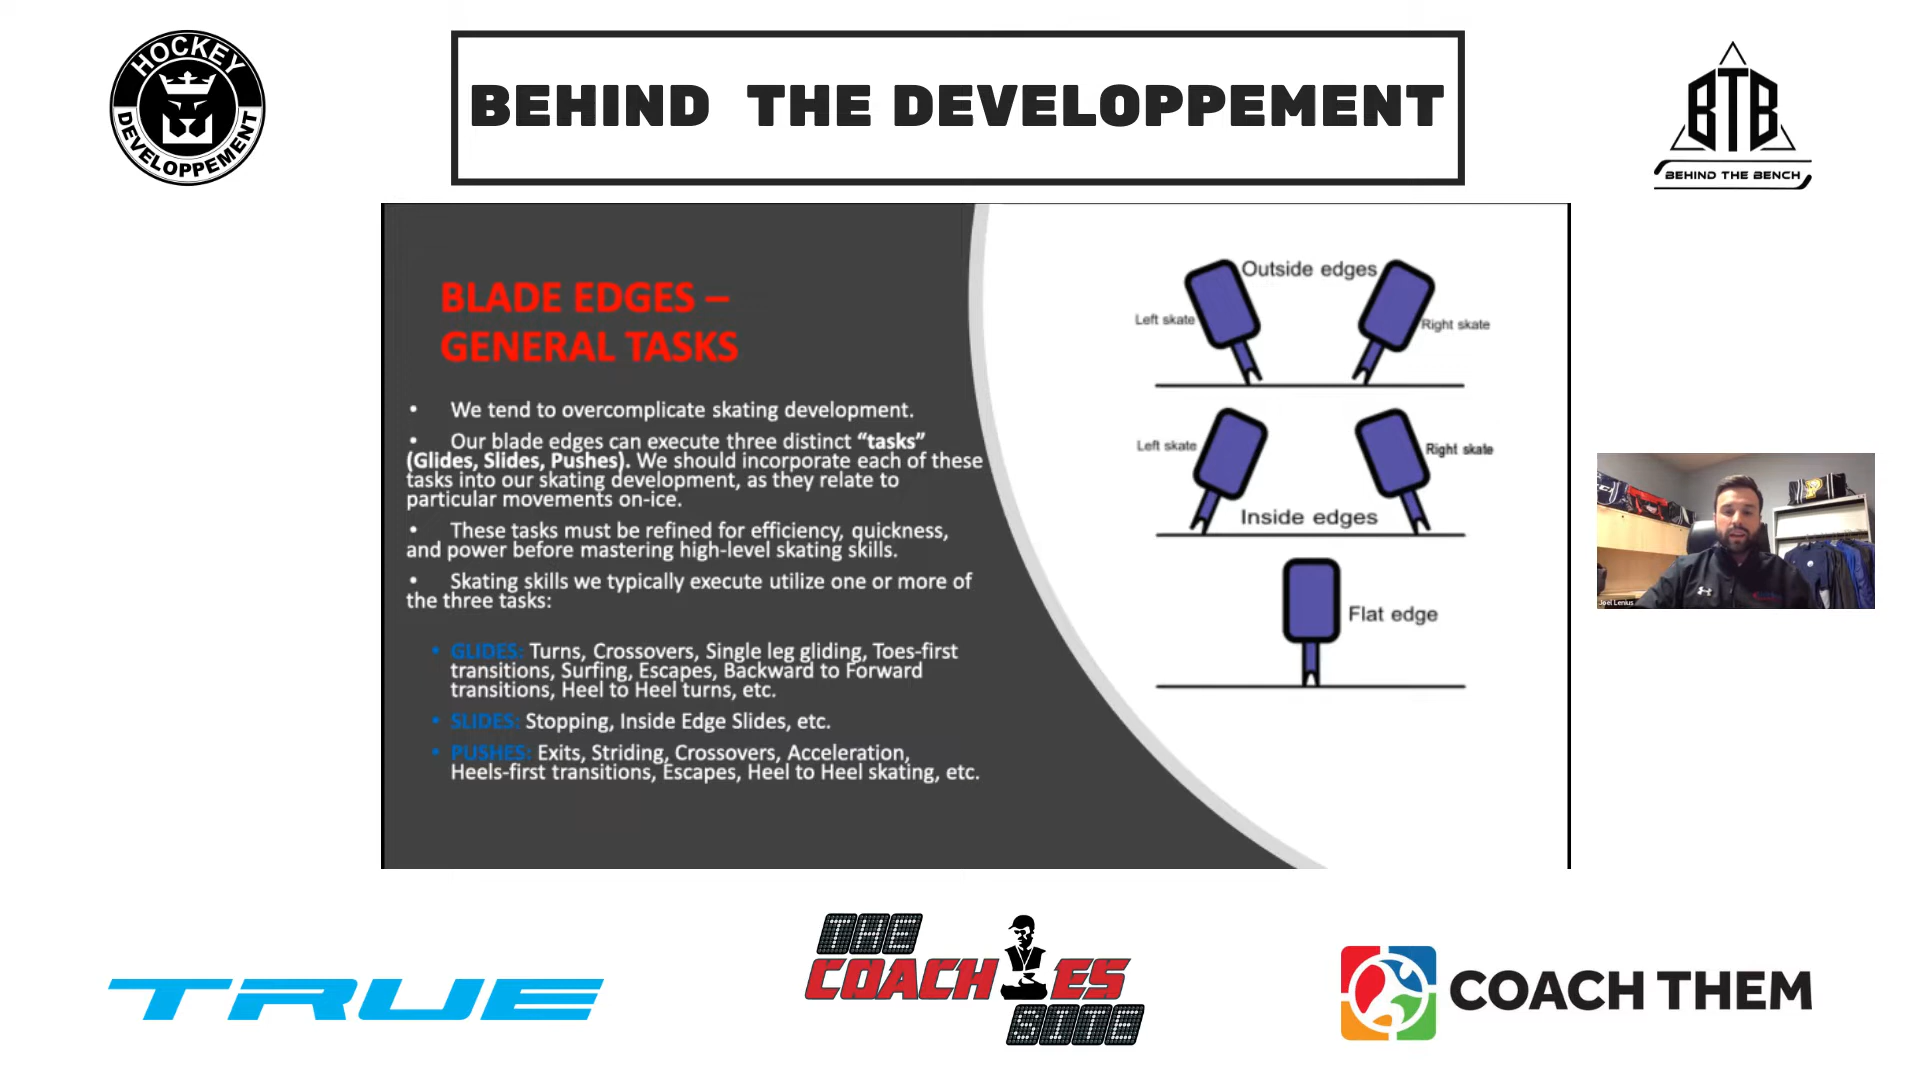 HOCKEY
DEVELOPPEMENT
BEHIND THE DEVELOPPEMENT
BTB
BEHIND THE BENCH
BLADE EDGES –
GENERAL TASKS
• We tend to overcomplicate skating development.
• Our blade edges can execute three distinct “tasks”
(Glides, Slides, Pushes). We should incorporate each of these
tasks into our skating development, as they relate to
particular movements on-ice.
• These tasks must be refined for efficiency, quickness,
and power before mastering high-level skating skills.
• Skating skills we typically execute utilize one or more of
the three tasks:
• GLIDES: Turns, Crossovers, Single leg gliding, Toes-first
transitions, Surfing, Escapes, Backward to Forward
transitions, Heel to Heel turns, etc.
• SLIDES: Stopping, Inside Edge Slides, etc.
• PUSHES: Exits, Striding, Crossovers, Acceleration,
Heels-first transitions, Escapes, Heel to Heel skating, etc.
Outside edges
Left skate
Right skate
Left skate
Right skate
Inside edges
Flat edge
Joel Lenius
TRUE
THE
COACHES
SITE
COACH THEM